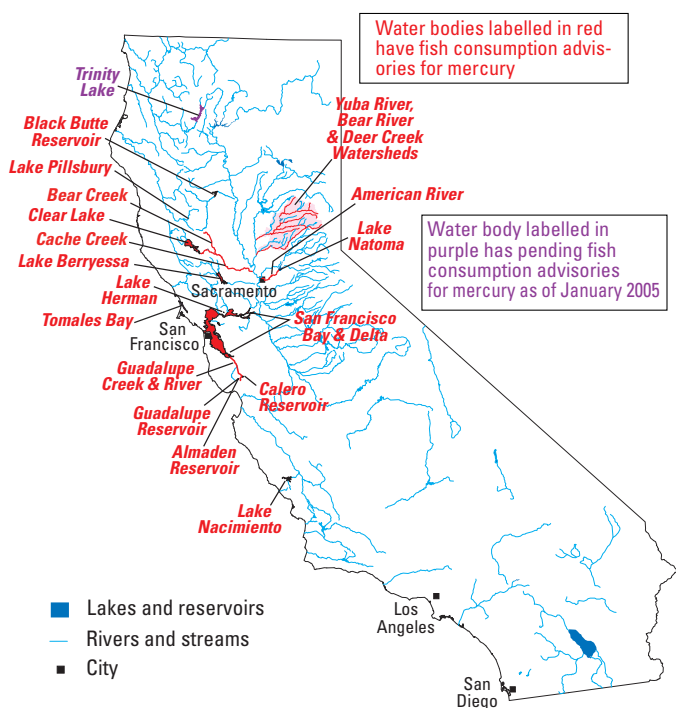 Water bodies labelled in red
have fish consumption advis-
ories for mercury
Trinity
Lake
Black Butte
Reservoir
Lake Pillsbury
Bear Creek
Clear Lake
Cache Creek
Lake Berryessa
Yuba River,
Bear River
& Deer Creek
Watersheds
American River
Lake
Natoma
Water body labelled in
purple has pending fish
consumption advisories
for mercury as of January 2005
Sacramento
Lake
Herman
Tomales Bay
San
Francisco
San Francisco
Bay & Delta
Guadalupe
Creek & River
Calero
Reservoir
Guadalupe
Reservoir
Almaden
Reservoir
Lake
Nacimiento
Lakes and reservoirs
Rivers and streams
City
Los
Angeles
San
Diego